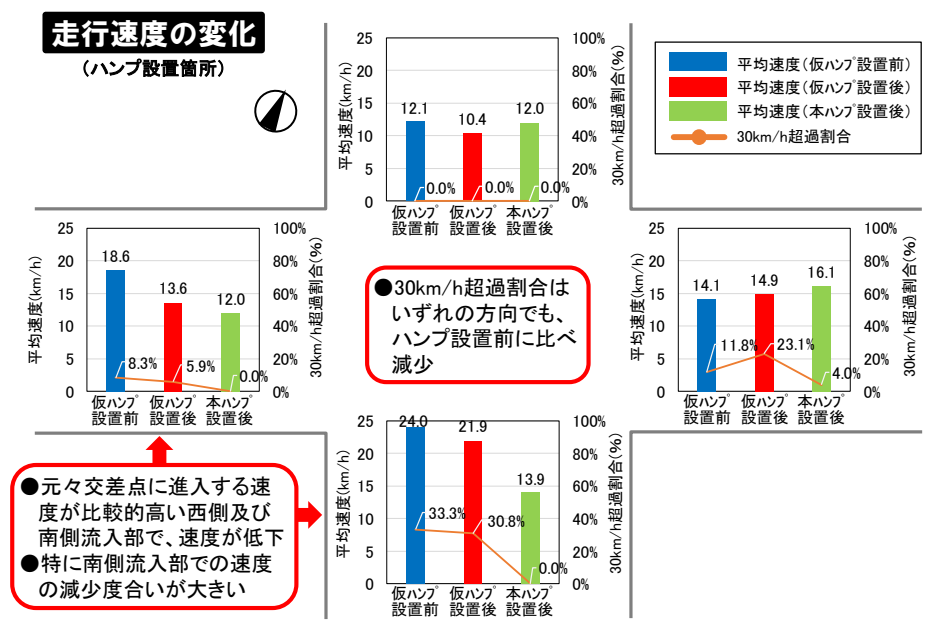 走行速度の変化
(ハンプ設置箇所)
平均速度(仮ハンプ設置前)
平均速度(仮ハンプ設置後)
平均速度(本ハンプ設置後)
30km/h超過割合
平均速度(km/h)
25
20
15
10
5
0
12.1
10.4
12.0
0.0%
0.0%
0.0%
100%
80%
60%
40%
20%
0%
30km/h超過割合(%)
仮ハンプ設置前
仮ハンプ設置後
本ハンプ設置後
平均速度(km/h)
25
20
15
10
5
0
18.6
13.6
12.0
8.3%
5.9%
0.0%
100%
80%
60%
40%
20%
0%
30km/h超過割合(%)
仮ハンプ設置前
仮ハンプ設置後
本ハンプ設置後
●30km/h超過割合は
いずれの方向でも、
ハンプ設置前に比べ
減少
平均速度(km/h)
25
20
15
10
5
0
14.1
14.9
16.1
11.8%
23.1%
4.0%
100%
80%
60%
40%
20%
0%
30km/h超過割合(%)
仮ハンプ設置前
仮ハンプ設置後
本ハンプ設置後
●元々交差点に進入する速
度が比較的高い西側及び
南側流入部で、速度が低下
●特に南側流入部での速度
の減少度合いが大きい
平均速度(km/h)
25
20
15
10
5
0
24.0
21.9
13.9
33.3%
30.8%
0.0%
100%
80%
60%
40%
20%
0%
30km/h超過割合(%)
仮ハンプ設置前
仮ハンプ設置後
本ハンプ設置後